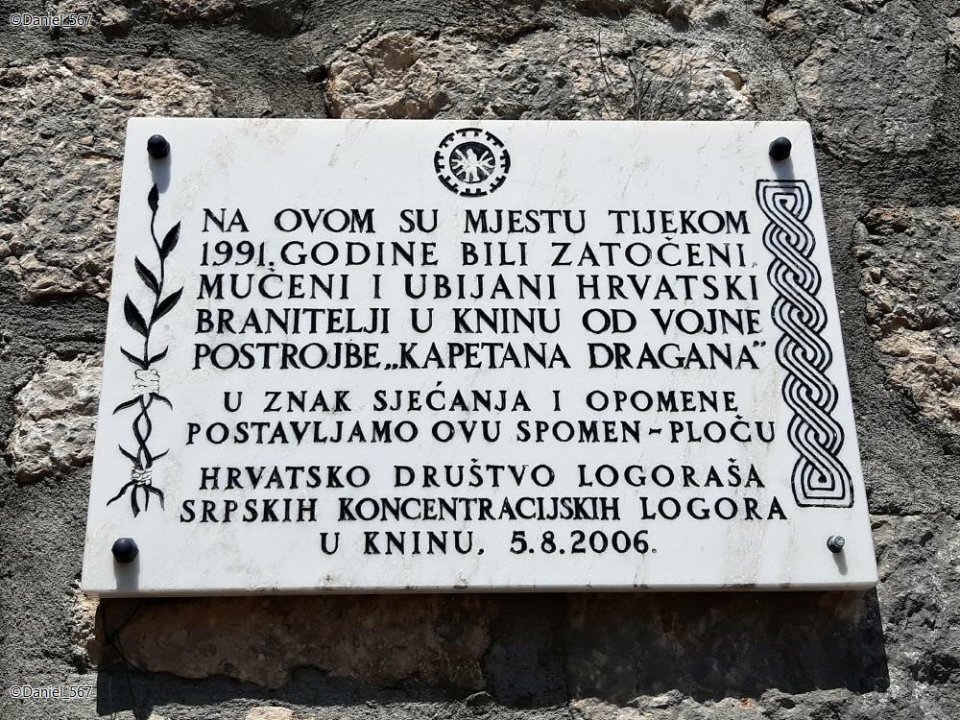 ©Daniel_567
NA OVOM SU MJESTU TIJEKOM
1991. GODINE BILI ZATOČENI,
MUČENI I UBIJANI HRVATSKI
BRANITELJI U KNINU OD VOJNE
POSTROJBE „KAPETANA DRAGANA"
U ZNAK SJEĆANJA I OPOMENE
POSTAVLJAMO OVU SPOMEN-PLOČU
HRVATSKO DRUŠTVO LOGORAŠA
SRPSKIH KONCENTRACIJSKIH LOGORA
U KNINU, 5.8.2006.
©Daniel_567